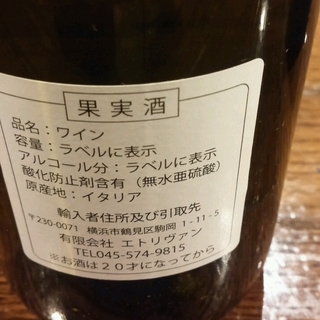 果実酒
品名：ワイン
容量：ラベルに表示
アルコール分：ラベルに表示
酸化防止剤含有（無水亜硫酸）
原産地：イタリア
輸入者住所及び引取先
〒230-0071　横浜市鶴見区駒岡１-11-5
有限会社 エトリヴァン
TEL045-574-9815
※お酒は２０才になってから